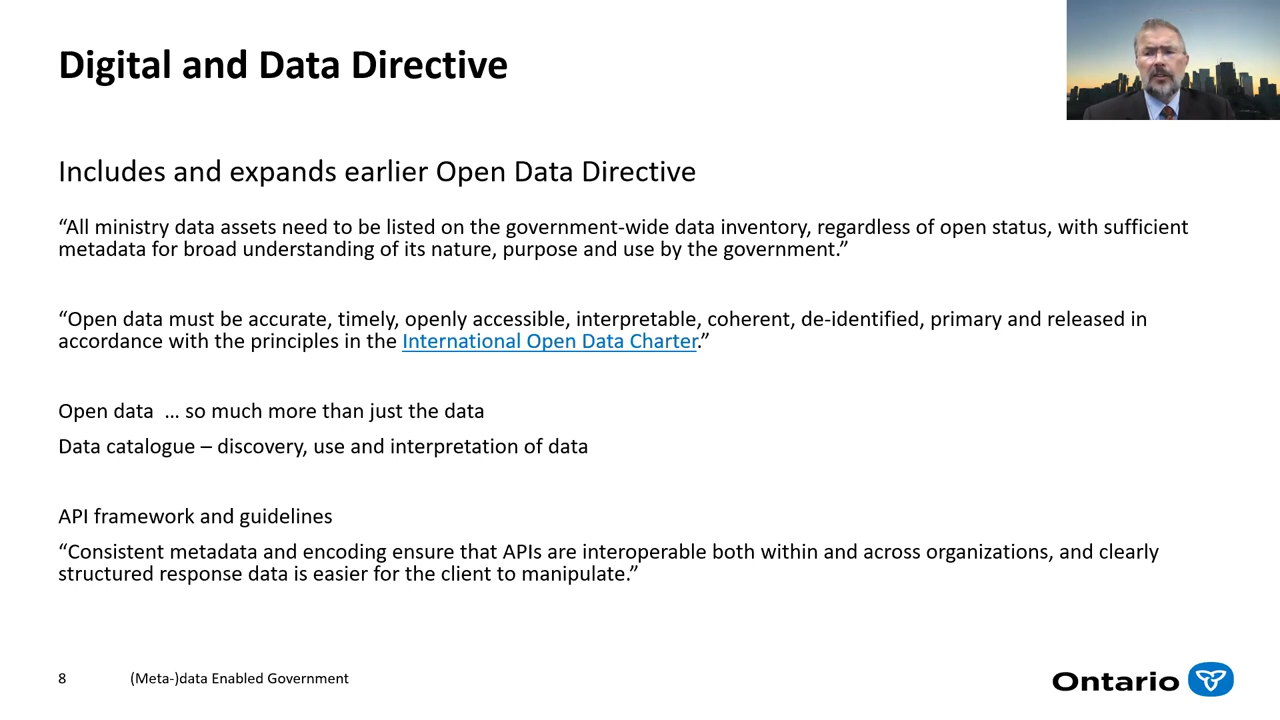 Digital and Data Directive
Includes and expands earlier Open Data Directive
“All ministry data assets need to be listed on the government-wide data inventory, regardless of open status, with sufficient
metadata for broad understanding of its nature, purpose and use by the government.”
“Open data must be accurate, timely, openly accessible, interpretable, coherent, de-identified, primary and released in
accordance with the principles in the International Open Data Charter.”
Open data  … so much more than just the data
Data catalogue – discovery, use and interpretation of data
API framework and guidelines
“Consistent metadata and encoding ensure that APIs are interoperable both within and across organizations, and clearly
structured response data is easier for the client to manipulate.”
8 (Meta-)data Enabled Government
Ontario